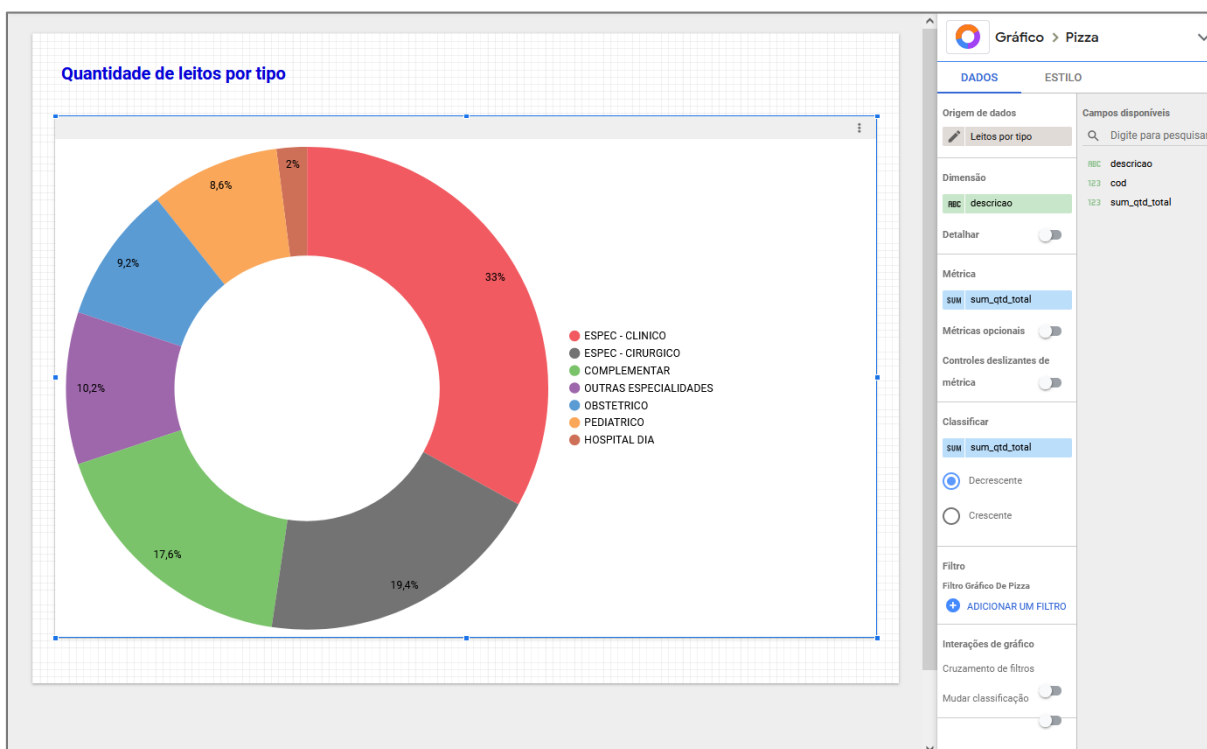 Quantidade de leitos por tipo
2%
8,6%
9,2%
33%
10,2%
17,6%
19,4%
ESPEC - CLINICO
ESPEC - CIRURGICO
COMPLEMENTAR
OUTRAS ESPECIALIDADES
OBSTETRICO
PEDIATRICO
HOSPITAL DIA
Gráfico > Pizza
DADOS ESTILO
Origem de dados
Leitos por tipo
Dimensão
ABC descricao
Detalhar
Métrica
SUM sum_qtd_total
Métricas opcionais
Controles deslizantes de
métrica
Classificar
SUM sum_qtd_total
Decrescente
Crescente
Filtro
Filtro Gráfico De Pizza
ADICIONAR UM FILTRO
Interações de gráfico
Cruzamento de filtros
Mudar classificação
Campos disponíveis
Digite para pesquisar
ABC descricao
123 cod
123 sum_qtd_total